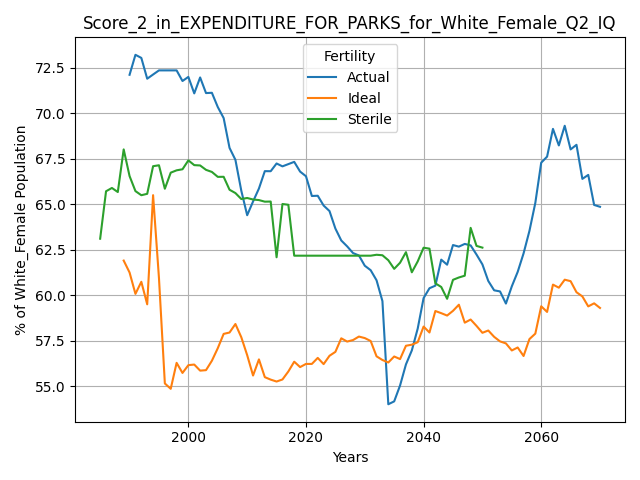 Score_2_in_EXPENDITURE_FOR_PARKS_for_White_Female_Q2_IQ
Fertility
Actual
Ideal
Sterile
% of White_Female Population
72.5
70.0
67.5
65.0
62.5
60.0
57.5
55.0
2000
2020
2040
2060
Years